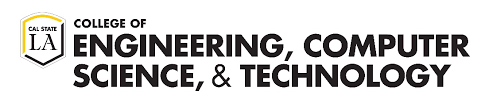 CAL STATE
LA
COLLEGE OF
ENGINEERING, COMPUTER
SCIENCE, & TECHNOLOGY